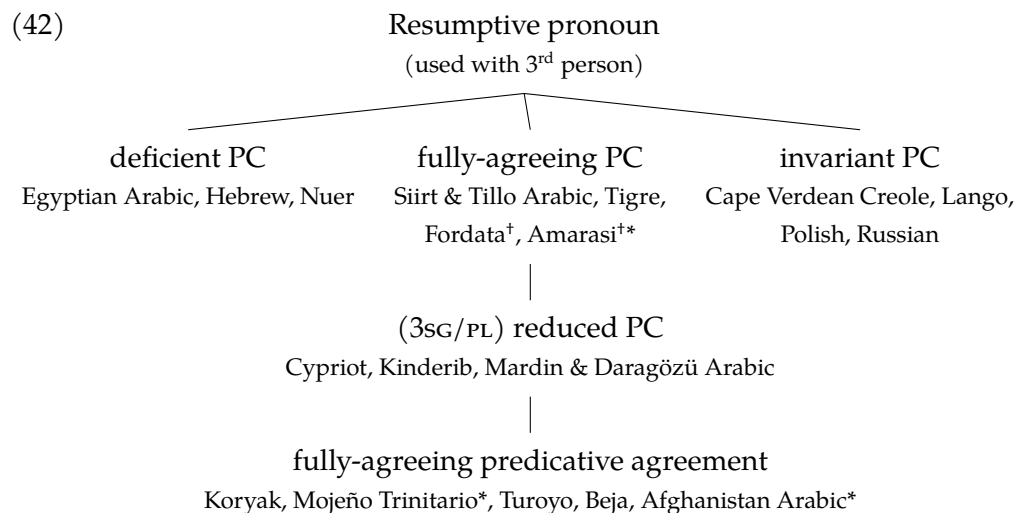 (42) Resumptive pronoun
(used with 3rd person)
deficient PC fully-agreeing PC invariant PC
Egyptian Arabic, Hebrew, Nuer Siirt & Tillo Arabic, Tigre, Cape Verdean Creole, Lango,
Fordata†, Amarasi†* Polish, Russian
(3SG/PL) reduced PC
Cypriot, Kinderib, Mardin & Daragözü Arabic
fully-agreeing predicative agreement
Koryak, Mojeño Trinitario*, Turoyo, Beja, Afghanistan Arabic*